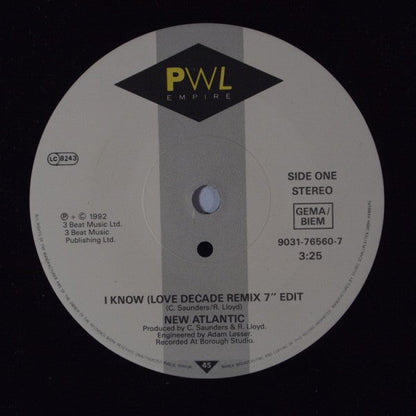 PWL
EMPIRE
LC 8243
SIDE ONE
STEREO
℗ + © 1992
3 Beat Music Ltd.
3 Beat Music
Publishing Ltd.
GEMA/
BIEM
9031-76560-7
3:25
I KNOW (LOVE DECADE REMIX 7" EDIT
(C. Saunders/R. Lloyd)
NEW ATLANTIC
Produced by C. Saunders & R. Lloyd.
Engineered by Adam Lesser.
Recorded At Borough Studio.
45